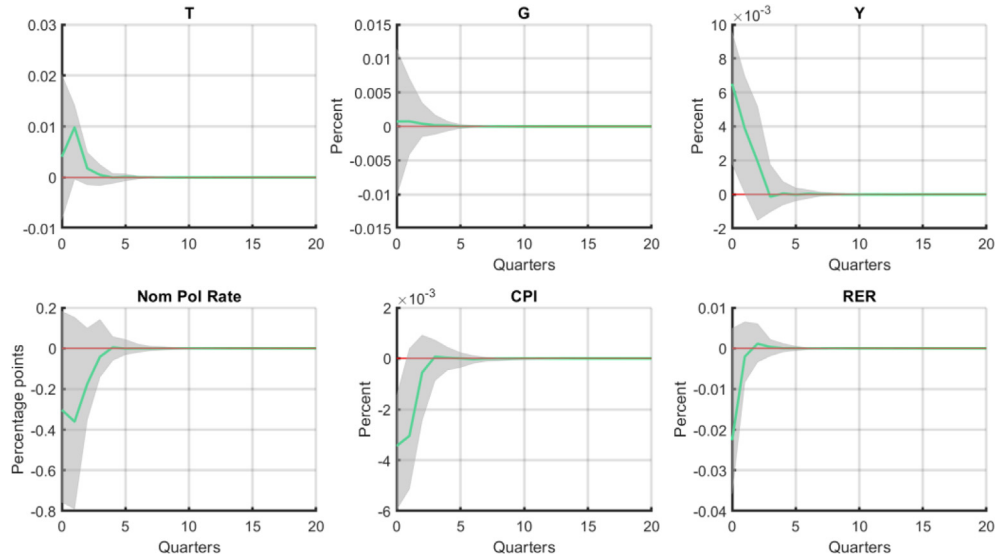 T
0.03
0.02
0.01
0
-0.01
0 5 10 15 20
G
Percent
0.015
0.01
0.005
0
-0.005
-0.01
-0.015
0 5 10 15 20
Quarters
Y
×10⁻³
10
8
6
4
2
0
-2
0 5 10 15 20
Quarters
Nom Pol Rate
Percentage points
0.2
0
-0.2
-0.4
-0.6
-0.8
0 5 10 15 20
Quarters
CPI
×10⁻³
Percent
2
0
-2
-4
-6
0 5 10 15 20
Quarters
RER
Percent
0.01
0
-0.01
-0.02
-0.03
-0.04
0 5 10 15 20
Quarters